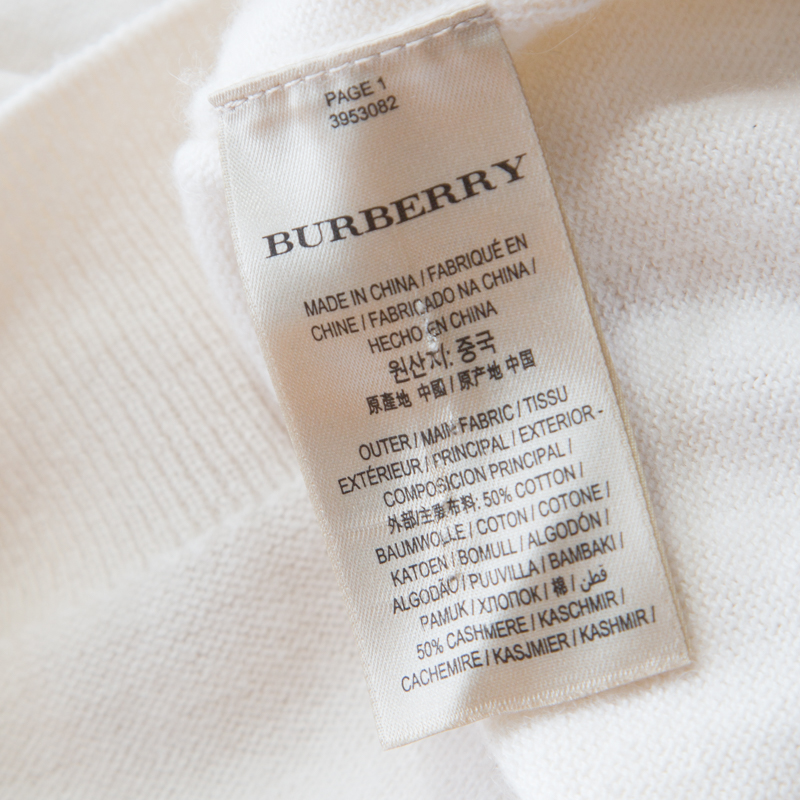 PAGE 1
3953082
BURBERRY
MADE IN CHINA / FABRIQUÉ EN
CHINE / FABRICADO NA CHINA /
HECHO EN CHINA
원산지: 중국
原產地 中國 / 原产地 中国
OUTER / MAIN FABRIC / TISSU
EXTÉRIEUR / PRINCIPAL / EXTERIOR -
COMPOSICION PRINCIPAL /
外部/主要布料: 50% COTTON /
BAUMWOLLE / COTON / COTONE /
KATOEN / BOMULL / ALGODÓN /
ALGODÃO / PUUVILLA / BAMBAKI /
PAMUK / ХЛОПОК / 棉 / قطن
50% CASHMERE / KASCHMIR /
CACHEMIRE / KASJMIER / KASHMIR /